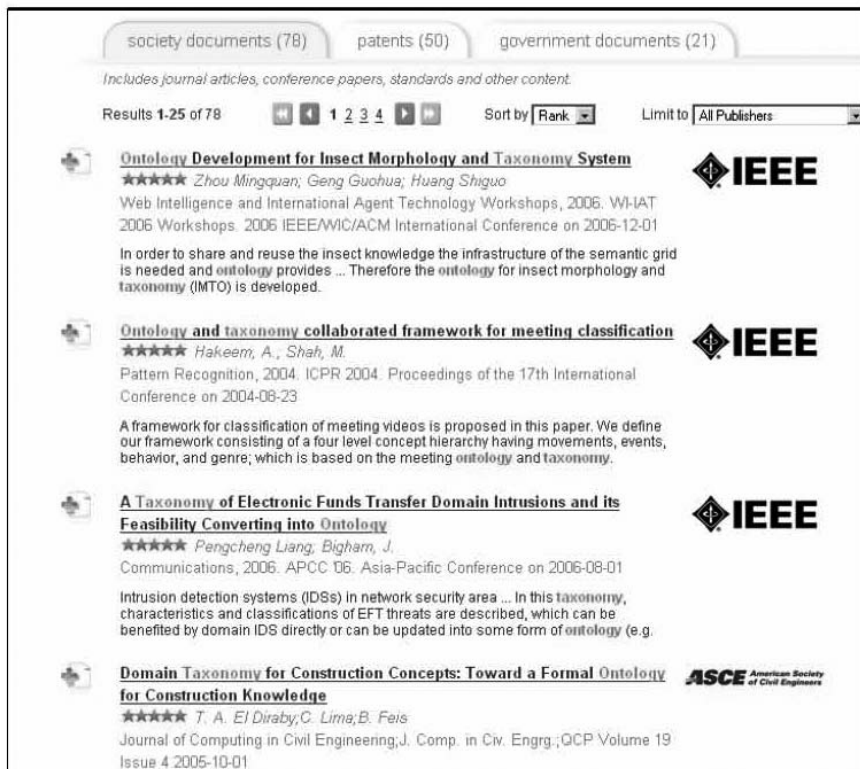 society documents (78) patents (50) government documents (21)
Includes journal articles, conference papers, standards and other content.
Results 1-25 of 78 1 2 3 4 Sort by Rank Limit to All Publishers
Ontology Development for Insect Morphology and Taxonomy System
IEEE
Zhou Mingquan; Geng Guohua; Huang Shiguo
Web Intelligence and International Agent Technology Workshops, 2006. WI-IAT
2006 Workshops. 2006 IEEE/WIC/ACM International Conference on 2006-12-01
In order to share and reuse the insect knowledge the infrastructure of the semantic grid
is needed and ontology provides ... Therefore the ontology for insect morphology and
taxonomy (IMTO) is developed.
Ontology and taxonomy collaborated framework for meeting classification
IEEE
Hakeem, A.; Shah, M.
Pattern Recognition, 2004. ICPR 2004. Proceedings of the 17th International
Conference on 2004-08-23
A framework for classification of meeting videos is proposed in this paper. We define
our framework consisting of a four level concept hierarchy having movements, events,
behavior, and genre; which is based on the meeting ontology and taxonomy.
A Taxonomy of Electronic Funds Transfer Domain Intrusions and its
Feasibility Converting into Ontology
IEEE
Pengcheng Liang; Bigham, J.
Communications, 2006. APCC '06. Asia-Pacific Conference on 2006-08-01
Intrusion detection systems (IDSs) in network security area ... In this taxonomy,
characteristics and classifications of EFT threats are described, which can be
benefited by domain IDS directly or can be updated into some form of ontology (e.g.
Domain Taxonomy for Construction Concepts: Toward a Formal Ontology
for Construction Knowledge
ASCE American Society
of Civil Engineers
T. A. El Diraby;C. Lima;B. Feis
Journal of Computing in Civil Engineering;J. Comp. in Civ. Engrg.;QCP Volume 19
Issue 4 2005-10-01